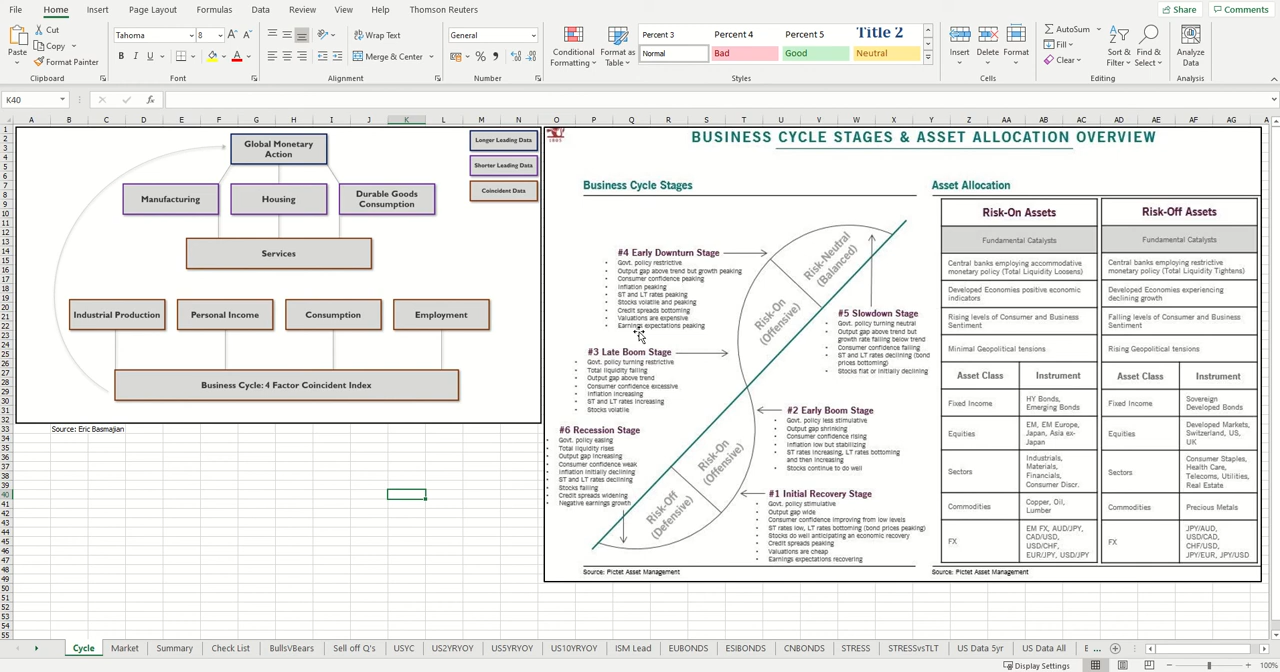 File Home Insert Page Layout Formulas Data Review View Help Thomson Reuters Share Comments
Paste Cut Copy Format Painter
Tahoma 8 A A Wrap Text General
B I U Merge & Center % 9
Conditional Formatting Format as Table
Percent 3 Percent 4 Percent 5 Title 2
Normal Bad Good Neutral
Insert Delete Format AutoSum Fill Clear Sort & Filter Find & Select Analyze Data
Clipboard Font Alignment Number Styles Cells Editing Analysis
K40 fx
A B C D E F G H I J K L M N O P Q R S T U V W X Y Z AA AB AC AD AE AF AG
Global Monetary
Action
Longer Leading Data
Shorter Leading Data
Coincident Data
Manufacturing Housing Durable Goods
Consumption
Services
Industrial Production Personal Income Consumption Employment
Business Cycle: 4 Factor Coincident Index
Source: Eric Basmajian
BUSINESS CYCLE STAGES & ASSET ALLOCATION OVERVIEW
Business Cycle Stages
#4 Early Downturn Stage
Govt. policy restrictive
Output gap above trend but growth peaking
Consumer confidence peaking
Inflation peaking
ST and LT rates peaking
Stocks volatile and peaking
Credit spreads bottoming
Valuations are expensive
Earnings expectations peaking
#3 Late Boom Stage
Govt. policy turning restrictive
Total liquidity falling
Output gap above trend
Consumer confidence excessive
Inflation increasing
ST and LT rates increasing
Stocks volatile
#6 Recession Stage
Govt. policy easing
Total liquidity rises
Output gap increasing
Consumer confidence weak
Inflation initially declining
ST and LT rates declining
Stocks falling
Credit spreads widening
Negative earnings growth
Risk-Neutral
(Balanced)
Risk-On
(Offensive)
Risk-On
(Offensive)
Risk-Off
(Defensive)
#5 Slowdown Stage
Govt. policy turning neutral
Output gap above trend but
growth rate falling below trend
Consumer confidence falling
ST and LT rates declining (bond
prices bottoming)
Stocks flat or initially declining
#2 Early Boom Stage
Govt. policy less stimulative
Output gap shrinking
Consumer confidence rising
Inflation low but stabilizing
ST rates increasing, LT rates bottoming
and then increasing
Stocks continue to do well
#1 Initial Recovery Stage
Govt. policy stimulative
Output gap wide
Consumer confidence improving from low levels
ST rates low, LT rates bottoming (bond prices peaking)
Stocks do well anticipating an economic recovery
Credit spreads peaking
Valuations are cheap
Earnings expectations recovering
Source: Pictet Asset Management
Asset Allocation
Risk-On Assets Risk-Off Assets
Fundamental Catalysts Fundamental Catalysts
Central banks employing accommodative
monetary policy (Total Liquidity Loosens)
Central banks employing restrictive
monetary policy (Total Liquidity Tightens)
Developed Economies positive economic
indicators
Developed Economies experiencing
declining growth
Rising levels of Consumer and Business
Sentiment
Falling levels of Consumer and Business
Sentiment
Minimal Geopolitical tensions Rising Geopolitical tensions
Asset Class Instrument Asset Class Instrument
Fixed Income HY Bonds,
Emerging Bonds
Fixed Income Sovereign
Developed Bonds
Equities EM, EM Europe,
Japan, Asia ex-
Japan
Equities Developed Markets,
Switzerland, US,
UK
Sectors Industrials,
Materials,
Financials,
Consumer Discr.
Sectors Consumer Staples,
Health Care,
Telecoms, Utilities,
Real Estate
Commodities Copper, Oil,
Lumber
Commodities Precious Metals
FX EM FX, AUD/JPY,
CAD/USD,
USD/CHF,
EUR/JPY, USD/JPY
FX JPY/AUD,
USD/CAD,
CHF/USD,
JPY/EUR, JPY/USD
Source: Pictet Asset Management
Cycle Market Summary Check List BullsVBears Sell off Q's USYC US2YRYOY US5YRYOY US10YRYOY ISM Lead EUBONDS ESIBONDS CNBONDS STRESS STRESSvsTLT US Data 5yr US Data All E ...
Display Settings 100%